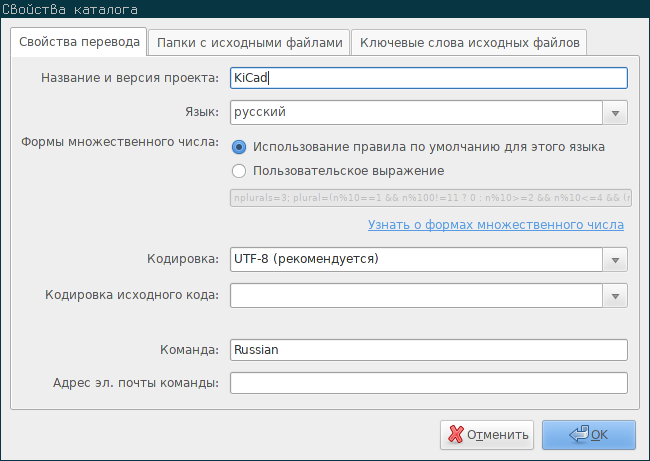 Свойства каталога
Свойства перевода Папки с исходными файлами Ключевые слова исходных файлов
Название и версия проекта: KiCad
Язык: русский
Формы множественного числа: Использование правила по умолчанию для этого языка
Пользовательское выражение
nplurals=3; plural=(n%10==1 && n%100!=11 ? 0 : n%10>=2 && n%10<=4 && (n
Узнать о формах множественного числа
Кодировка: UTF-8 (рекомендуется)
Кодировка исходного кода:
Команда: Russian
Адрес эл. почты команды:
Отменить OK